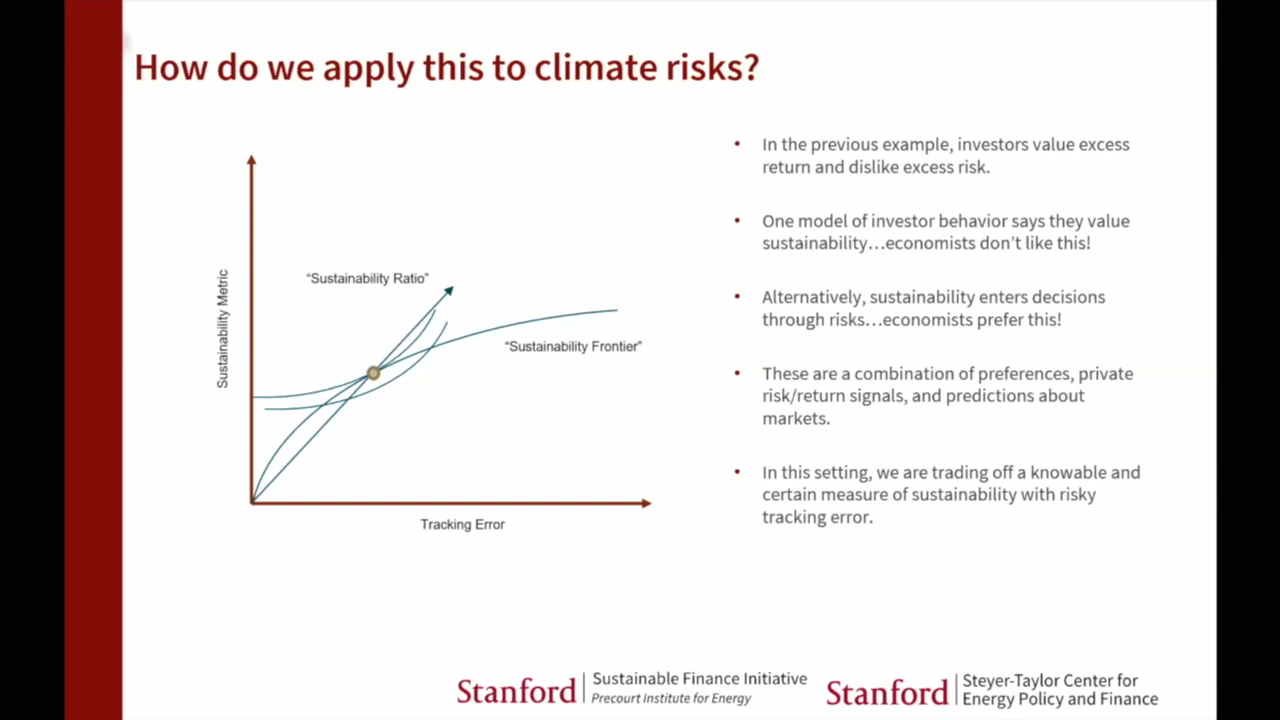 How do we apply this to climate risks?
Sustainability Metric
“Sustainability Ratio”
“Sustainability Frontier”
Tracking Error
• In the previous example, investors value excess
return and dislike excess risk.
• One model of investor behavior says they value
sustainability…economists don’t like this!
• Alternatively, sustainability enters decisions
through risks…economists prefer this!
• These are a combination of preferences, private
risk/return signals, and predictions about
markets.
• In this setting, we are trading off a knowable and
certain measure of sustainability with risky
tracking error.
Stanford
Sustainable Finance Initiative
Precourt Institute for Energy
Stanford
Steyer-Taylor Center for
Energy Policy and Finance